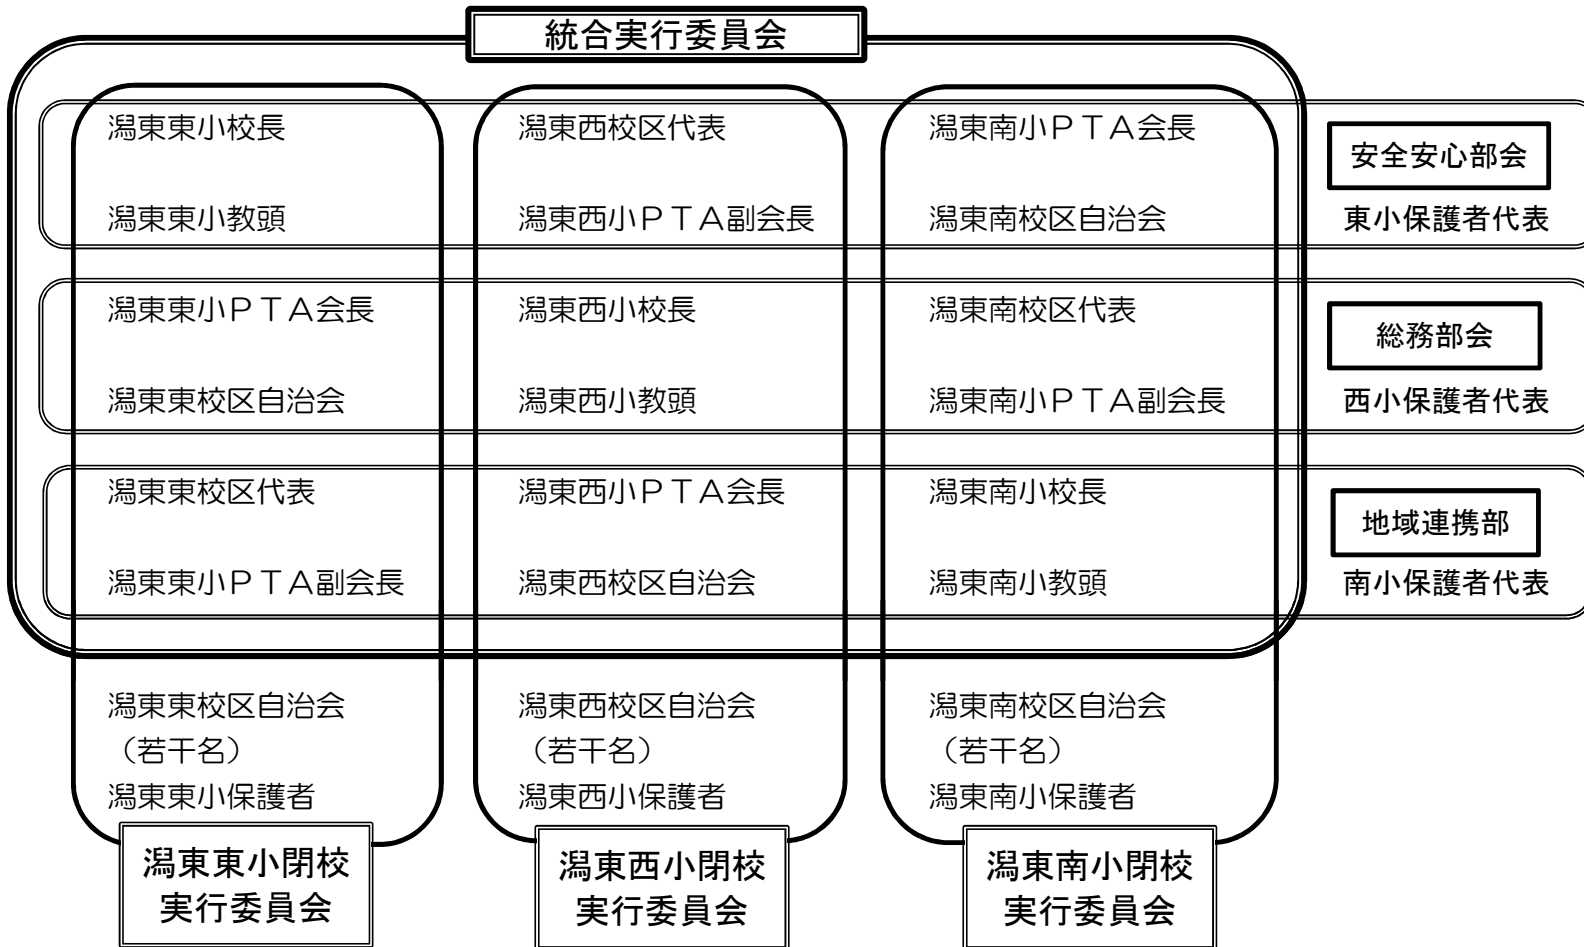 統合実行委員会
潟東東小校長
潟東西校区代表
潟東南小ＰＴＡ会長
安全安心部会
潟東東小教頭
潟東西小ＰＴＡ副会長
潟東南校区自治会
東小保護者代表
潟東東小ＰＴＡ会長
潟東西小校長
潟東南校区代表
総務部会
潟東東校区自治会
潟東西小教頭
潟東南小ＰＴＡ副会長
西小保護者代表
潟東東校区代表
潟東西小ＰＴＡ会長
潟東南小校長
地域連携部
潟東東小ＰＴＡ副会長
潟東西校区自治会
潟東南小教頭
南小保護者代表
潟東東校区自治会
（若干名）
潟東東小保護者
潟東西校区自治会
（若干名）
潟東西小保護者
潟東南校区自治会
（若干名）
潟東南小保護者
潟東東小閉校
実行委員会
潟東西小閉校
実行委員会
潟東南小閉校
実行委員会